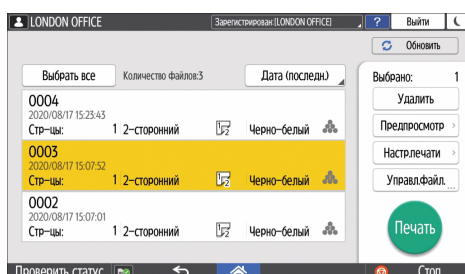 LONDON OFFICE
Зарегистрирован:[LONDON OFFICE]
?
Выйти
Обновить
Выбрать все
Количество файлов:3
Дата (последн.)
Выбрано: 1
0004
2020/08/17 15:23:43
Стр-цы: 1 2-сторонний Черно-белый
0003
2020/08/17 15:07:52
Стр-цы: 1 2-сторонний Черно-белый
0002
2020/08/17 15:07:01
Стр-цы: 1 2-сторонний Черно-белый
Удалить
Предпросмотр
Настр.печати
Управл.файл.
Печать
Проверить статус
Стоп